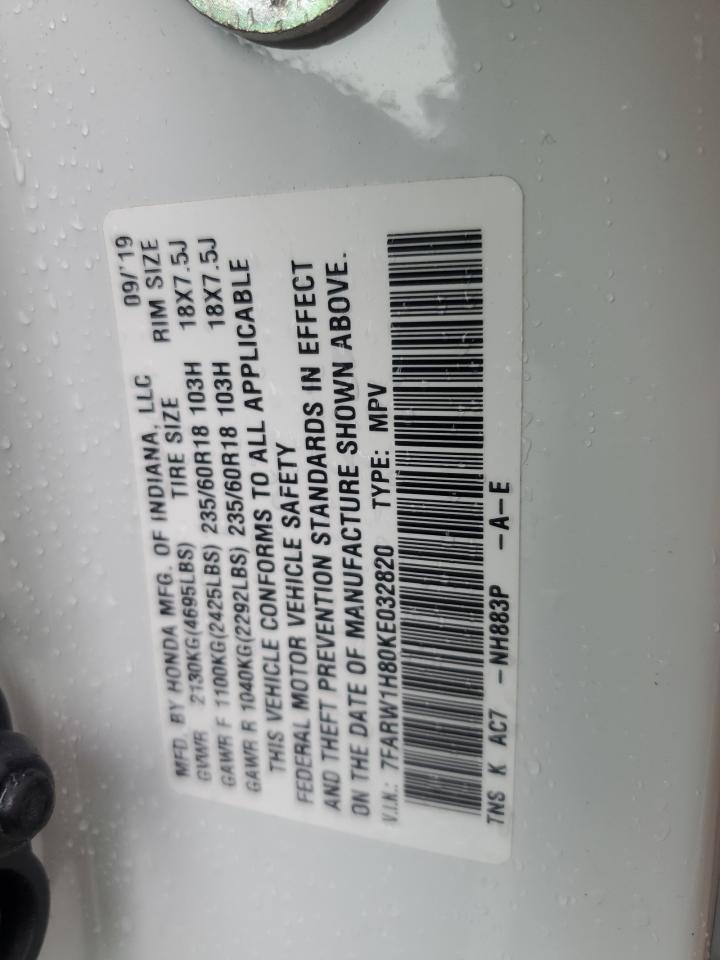 MFD. BY HONDA MFG. OF INDIANA, LLC 09/'19
GVWR 2130KG(4695LBS) TIRE SIZE RIM SIZE
GAWR F 1100KG(2425LBS) 235/60R18 103H 18X7.5J
GAWR R 1040KG(2292LBS) 235/60R18 103H 18X7.5J
THIS VEHICLE CONFORMS TO ALL APPLICABLE
FEDERAL MOTOR VEHICLE SAFETY
AND THEFT PREVENTION STANDARDS IN EFFECT
ON THE DATE OF MANUFACTURE SHOWN ABOVE.
V.I.N.: 7FARW1H80KE032820 TYPE: MPV
TNS K AC7 -NH883P -A-E